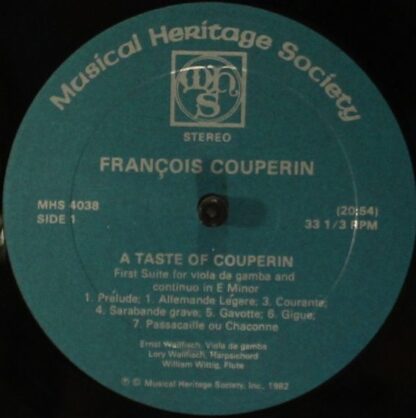 Musical Heritage Society
mhs
STEREO
FRANÇOIS COUPERIN
MHS 4038
SIDE 1
(20:54)
33 1/3 RPM
A TASTE OF COUPERIN
First Suite for viola da gamba and
continuo in E Minor
1. Prelude; 1. Allemande Légere; 3. Courante;
4. Sarabande grave; 5. Gavotte; 6. Gigue;
7. Passacaille ou Chaconne
Ernst Wallfisch, Viola da gamba
Lory Wallfisch, Harpsichord
William Wittig, Flute
℗ © Musical Heritage Society, Inc., 1982